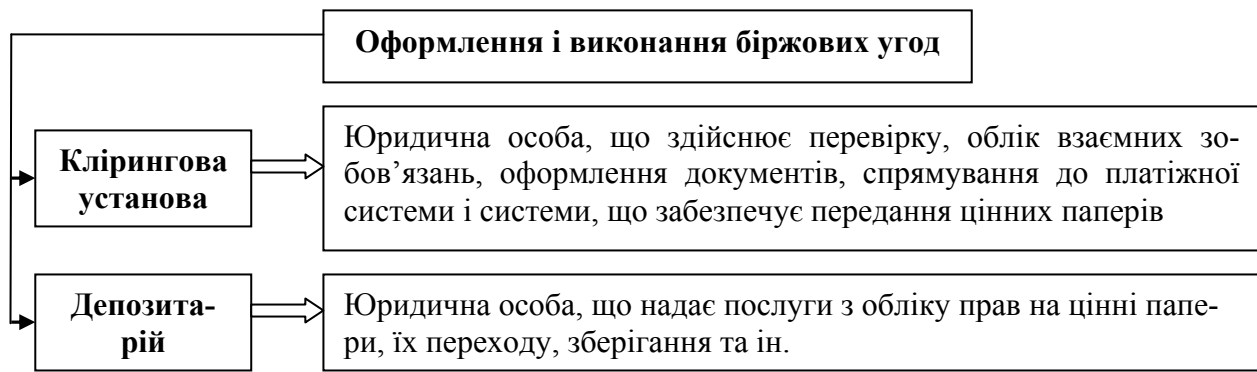 Оформлення і виконання біржових угод
Клірингова
установа
Юридична особа, що здійснює перевірку, облік взаємних зо-
бов’язань, оформлення документів, спрямування до платіжної
системи і системи, що забезпечує передання цінних паперів
Депозита-
рій
Юридична особа, що надає послуги з обліку прав на цінні папе-
ри, їх переходу, зберігання та ін.